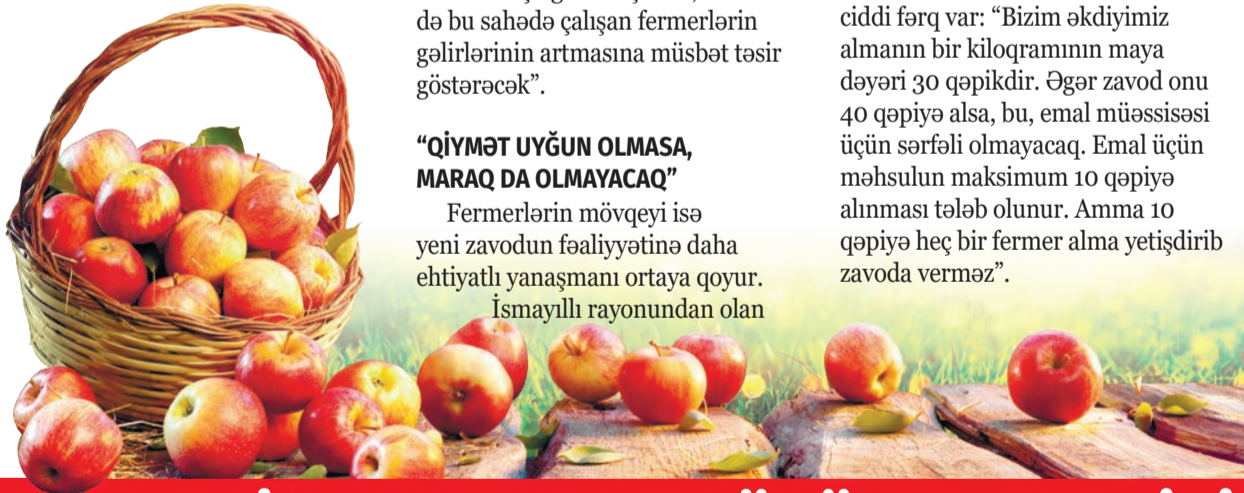 də bu sahədə çalışan fermerlərin
gəlirlərinin artmasına müsbət təsir
göstərəcək”.
“QİYMƏT UYĞUN OLMASA,
MARAQ DA OLMAYACAQ”
Fermerlərin mövqeyi isə
yeni zavodun fəaliyyətinə daha
ehtiyatlı yanaşmanı ortaya qoyur.
İsmayıllı rayonundan olan
ciddi fərq var: “Bizim əkdiyimiz
almanın bir kiloqramının maya
dəyəri 30 qəpikdir. Əgər zavod onu
40 qəpiyə alsa, bu, emal müəssisəsi
üçün sərfəli olmayacaq. Emal üçün
məhsulun maksimum 10 qəpiyə
alınması tələb olunur. Amma 10
qəpiyə heç bir fermer alma yetişdirib
zavoda verməz”.